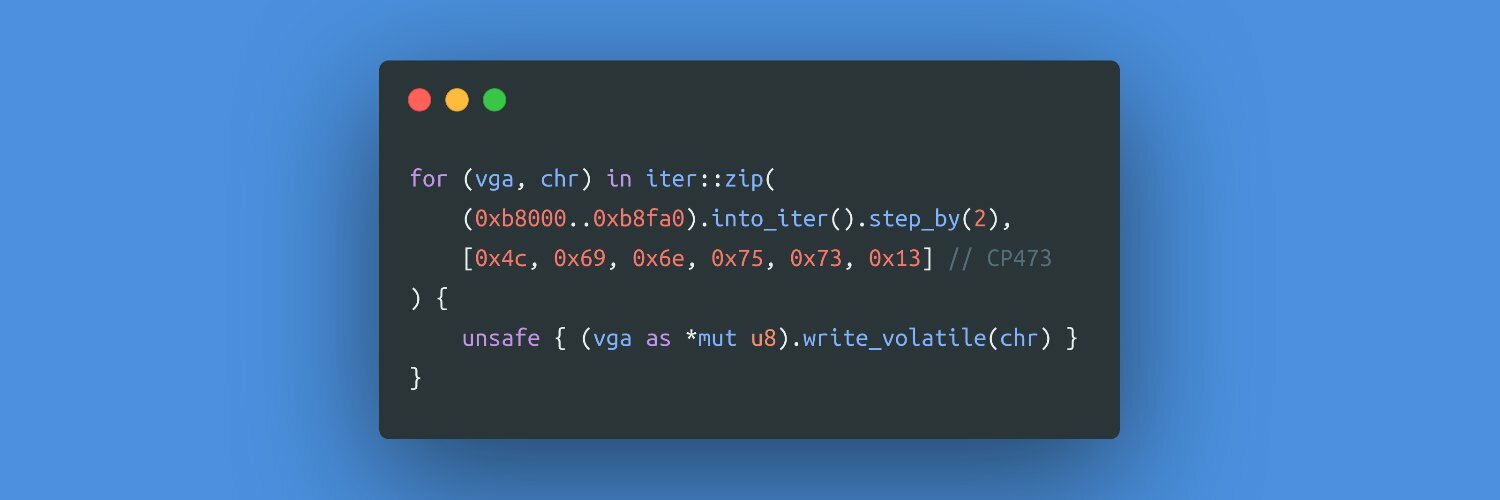 for (vga, chr) in iter::zip(
    (0xb8000..0xb8fa0).into_iter().step_by(2),
    [0x4c, 0x69, 0x6e, 0x75, 0x73, 0x13] // CP473
) {
    unsafe { (vga as *mut u8).write_volatile(chr) }
}